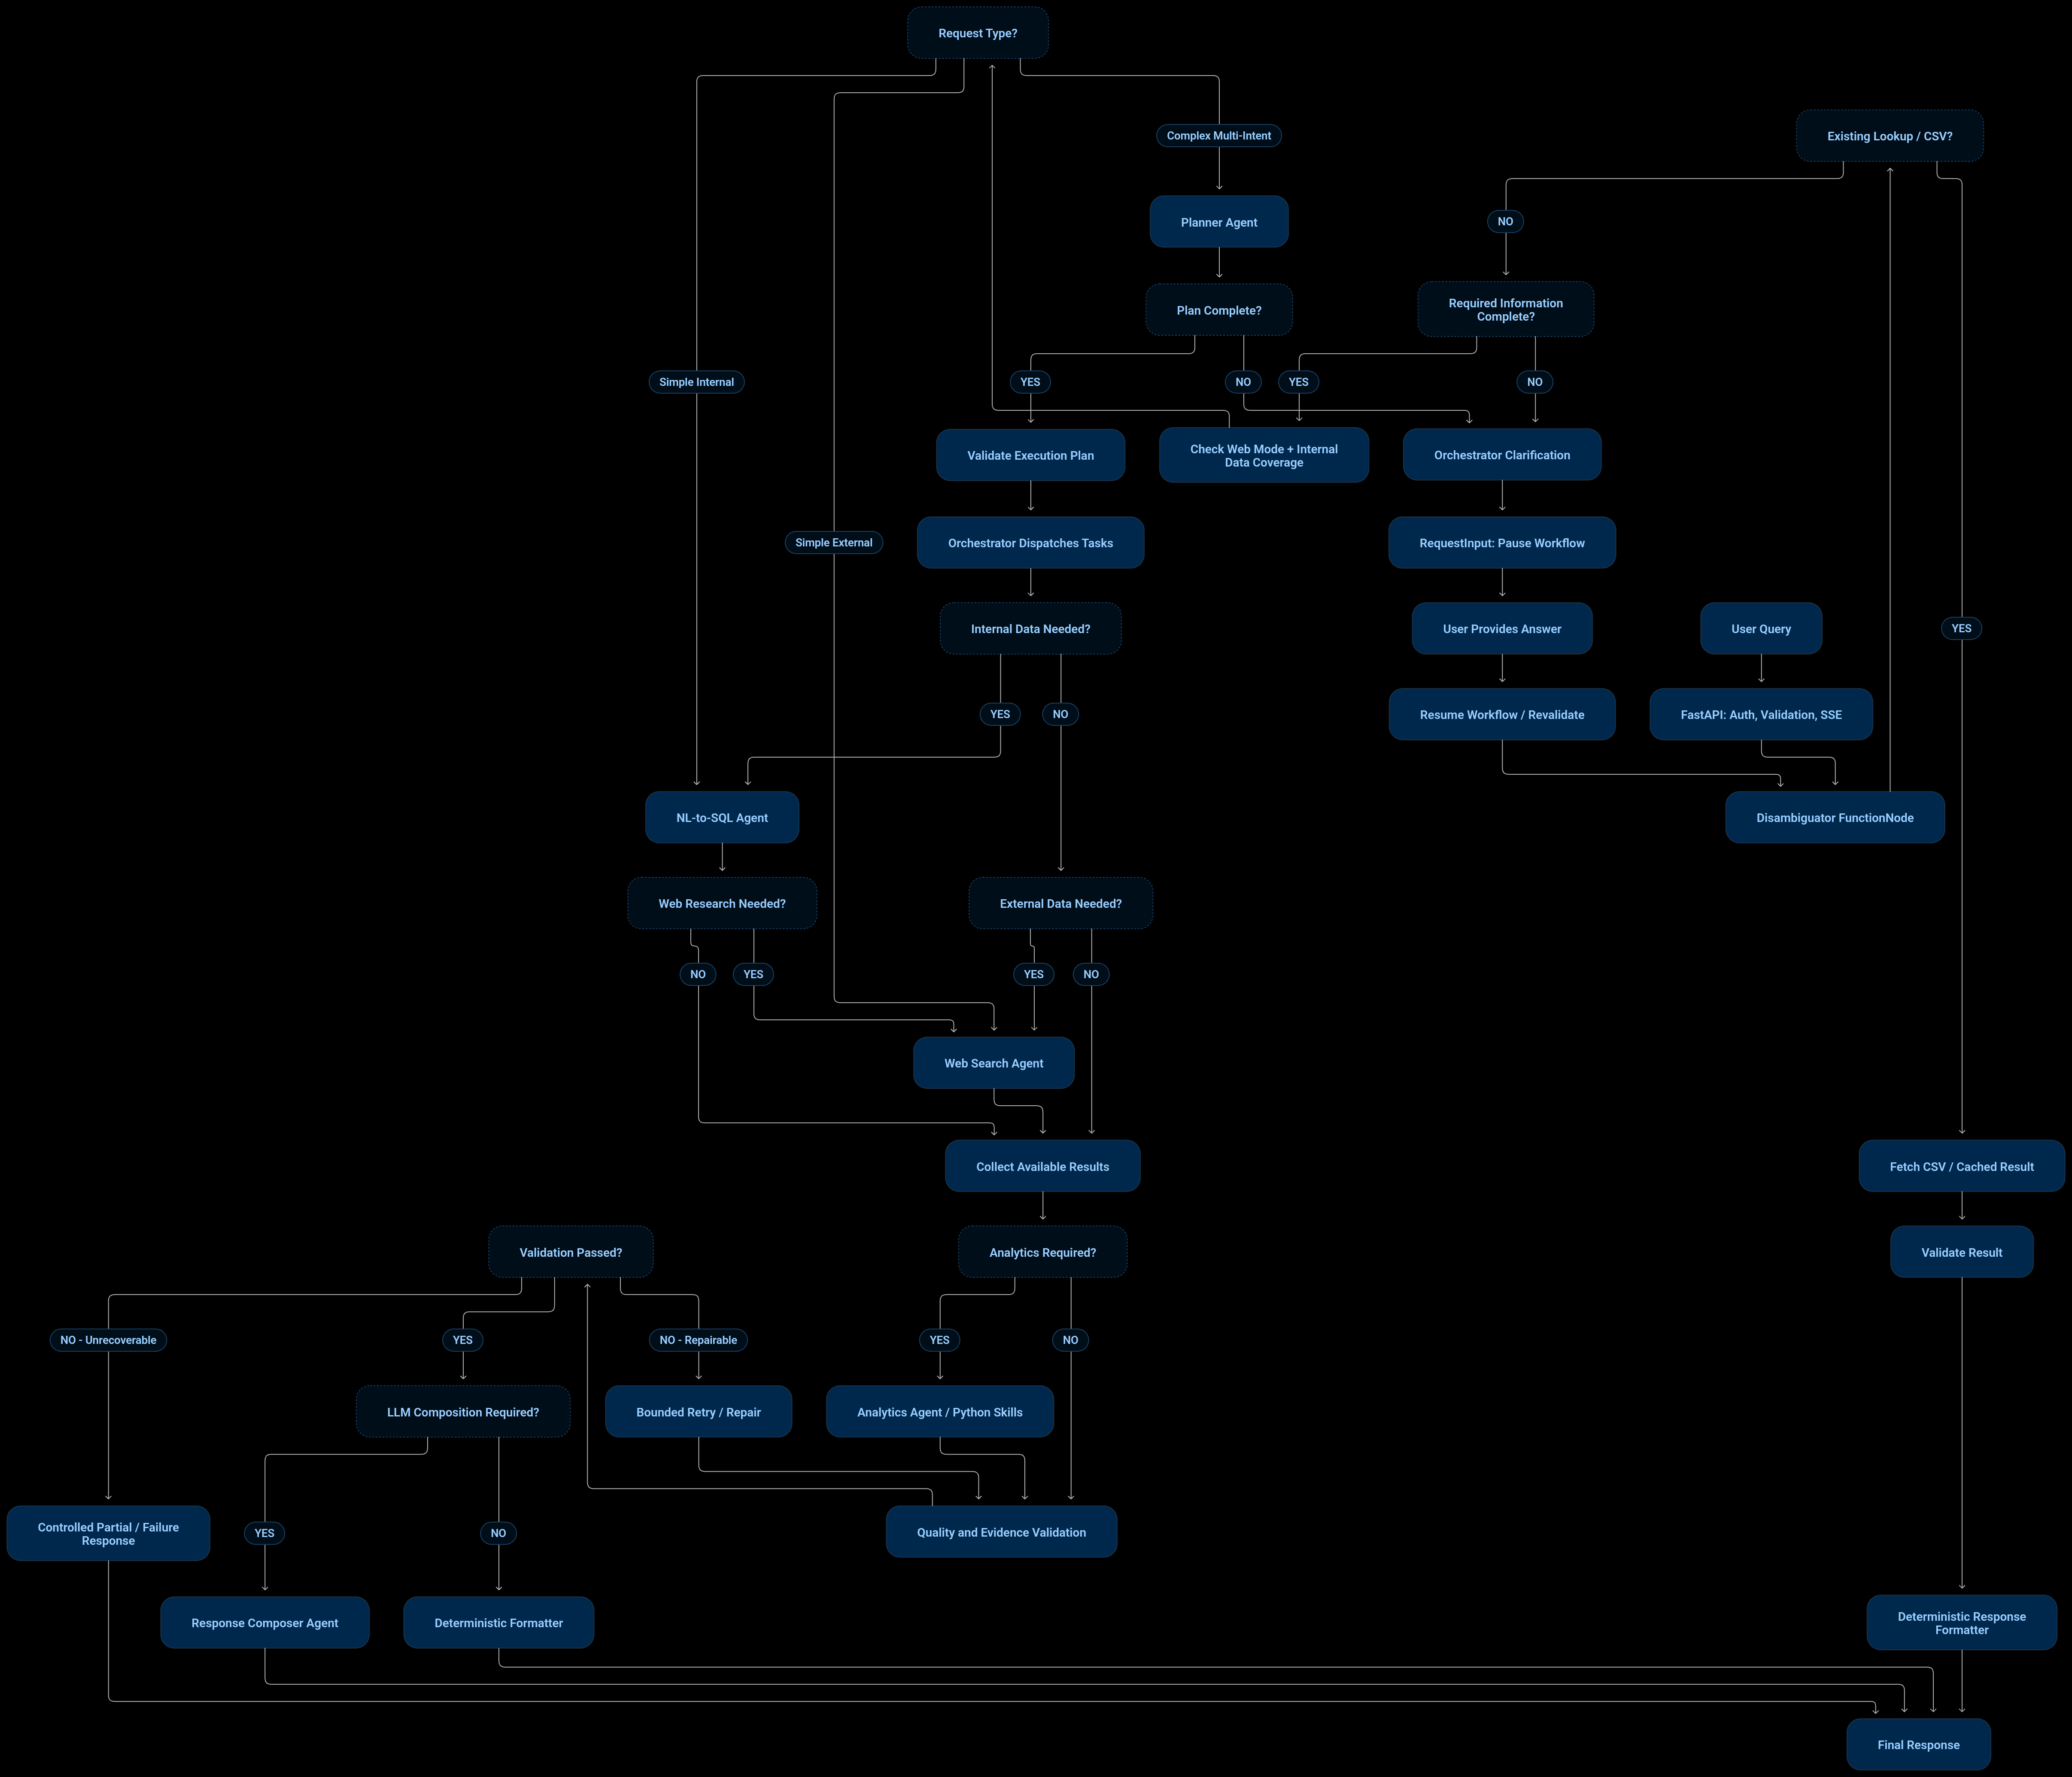 Request Type?
Complex Multi-Intent
Existing Lookup / CSV?
Planner Agent
NO
Plan Complete?
Required Information
Complete?
Simple Internal
YES
NO
YES
NO
Validate Execution Plan
Check Web Mode + Internal
Data Coverage
Orchestrator Clarification
Simple External
Orchestrator Dispatches Tasks
RequestInput: Pause Workflow
Internal Data Needed?
User Provides Answer
User Query
YES
YES
NO
Resume Workflow / Revalidate
FastAPI: Auth, Validation, SSE
NL-to-SQL Agent
Disambiguator FunctionNode
Web Research Needed?
External Data Needed?
NO
YES
YES
NO
Web Search Agent
Collect Available Results
Fetch CSV / Cached Result
Validation Passed?
Analytics Required?
Validate Result
NO - Unrecoverable
YES
NO - Repairable
YES
NO
LLM Composition Required?
Bounded Retry / Repair
Analytics Agent / Python Skills
Controlled Partial / Failure
Response
YES
NO
Quality and Evidence Validation
Response Composer Agent
Deterministic Formatter
Deterministic Response
Formatter
Final Response